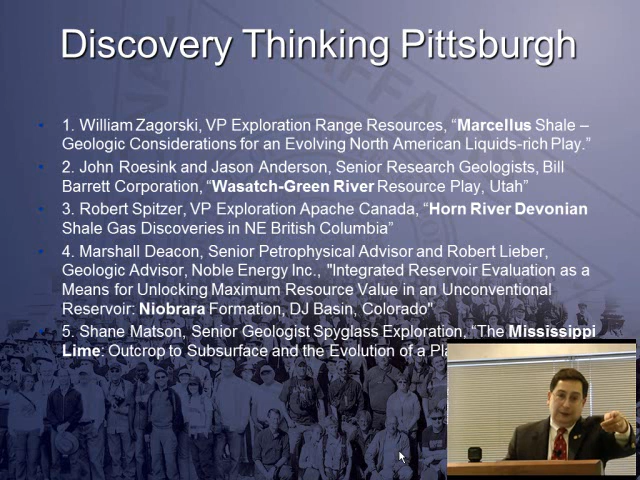 Discovery Thinking Pittsburgh
• 1. William Zagorski, VP Exploration Range Resources, “Marcellus Shale –
Geologic Considerations for an Evolving North American Liquids-rich Play.”
• 2. John Roesink and Jason Anderson, Senior Research Geologists, Bill
Barrett Corporation, “Wasatch-Green River Resource Play, Utah”
• 3. Robert Spitzer, VP Exploration Apache Canada, “Horn River Devonian
Shale Gas Discoveries in NE British Columbia”
• 4. Marshall Deacon, Senior Petrophysical Advisor and Robert Lieber,
Geologic Advisor, Noble Energy Inc., "Integrated Reservoir Evaluation as a
Means for Unlocking Maximum Resource Value in an Unconventional
Reservoir: Niobrara Formation, DJ Basin, Colorado"
• 5. Shane Matson, Senior Geologist Spyglass Exploration, “The Mississippi
Lime: Outcrop to Subsurface and the Evolution of a Pla